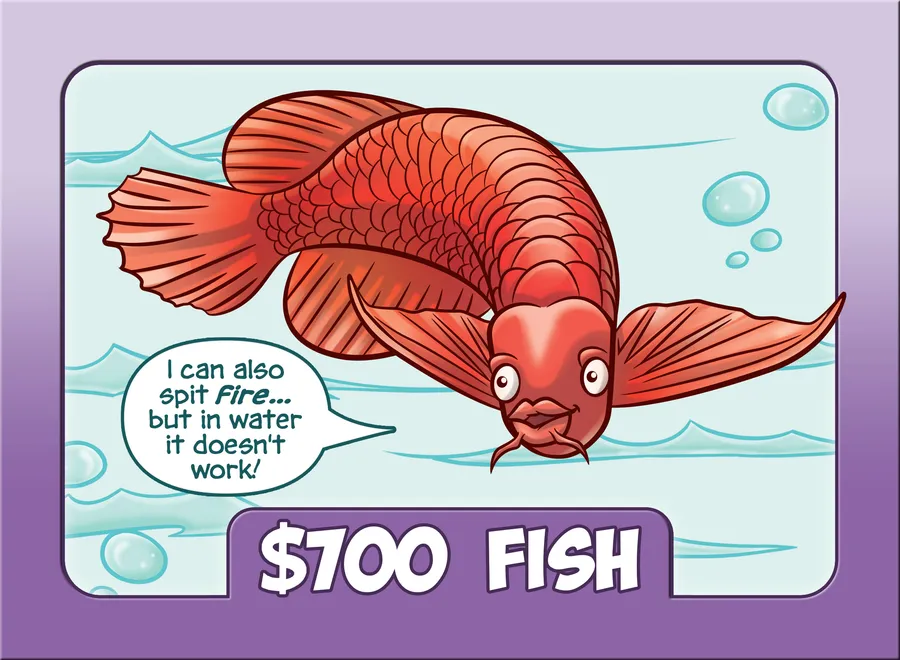 I can also
spit Fire...
but in water
it doesn't
work!
$700 FISH